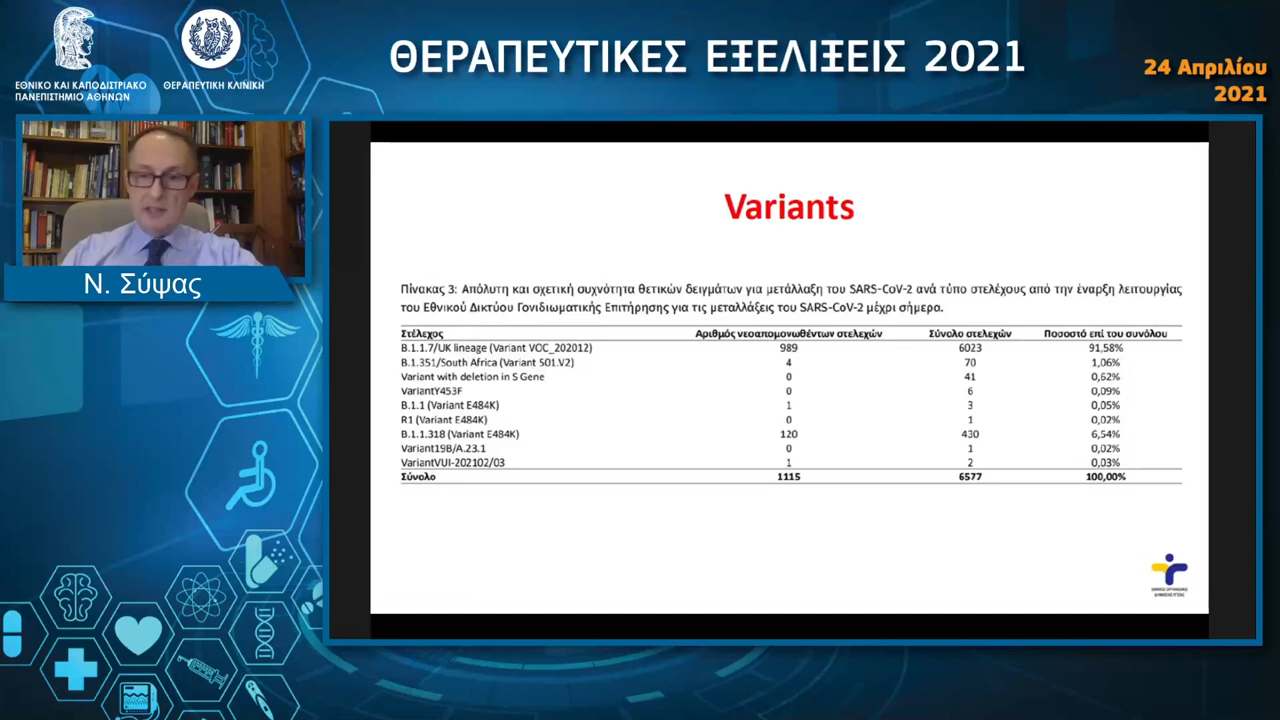 ΕΘΝΙΚΟ ΚΑΙ ΚΑΠΟΔΙΣΤΡΙΑΚΟ
ΠΑΝΕΠΙΣΤΗΜΙΟ ΑΘΗΝΩΝ
ΘΕΡΑΠΕΥΤΙΚΗ ΚΛΙΝΙΚΗ
ΘΕΡΑΠΕΥΤΙΚΕΣ ΕΞΕΛΙΞΕΙΣ 2021
24 Απριλίου
2021
Ν. Σύψας
Variants
Πίνακας 3: Απόλυτη και σχετική συχνότητα θετικών δειγμάτων για μετάλλαξη του SARS-CoV-2 ανά τύπο στελέχους από την έναρξη λειτουργίας
του Εθνικού Δικτύου Γονιδιωματικής Επιτήρησης για τις μεταλλάξεις του SARS-CoV-2 μέχρι σήμερα.
Στέλεχος Αριθμός νεοαπομονωθέντων στελεχών Σύνολο στελεχών Ποσοστό επί του συνόλου
B.1.1.7/UK lineage (Variant VOC_202012) 989 6023 91,58%
B.1.351/South Africa (Variant 501.V2) 4 70 1,06%
Variant with deletion in S Gene 0 41 0,62%
VariantY453F 0 6 0,09%
B.1.1 (Variant E484K) 1 3 0,05%
R1 (Variant E484K) 0 1 0,02%
B.1.1.318 (Variant E484K) 120 430 6,54%
Variant19B/A.23.1 0 1 0,02%
VariantVUI-202102/03 1 2 0,03%
Σύνολο 1115 6577 100,00%
ΕΘΝΙΚΟΣ ΟΡΓΑΝΙΣΜΟΣ
ΔΗΜΟΣΙΑΣ ΥΓΕΙΑΣ